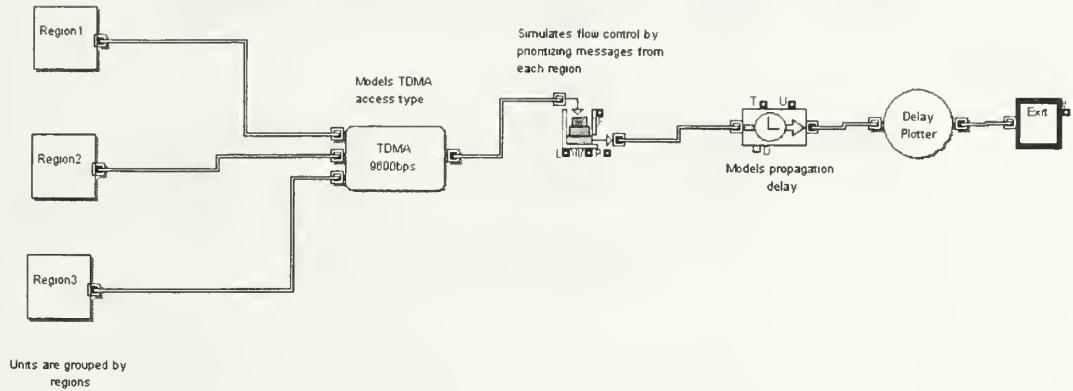 Region1
Simulates flow control by
prioritizing messages from
each region
Models TDMA
access type
T U
Delay
Plotter
Exit
Region2
TDMA
9600bps
Models propagation
delay
Region3
Units are grouped by
regions